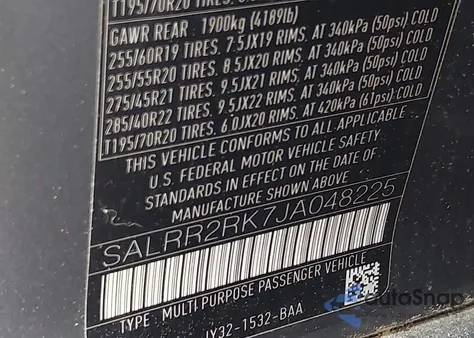 T195/70R20 TIRES.
GAWR REAR 1900kg (4189lb)
255/60R19 TIRES. 7·5JX19 RIMS. AT 340kPa (50psi) COLD
255/55R20 TIRES. 8.5JX20 RIMS. AT 340kPa (50psi) COLD
275/45R21 TIRES. 9.5JX21 RIMS. AT 340kPa (50psi) COLD
285/40R22 TIRES. 9.5JX22 RIMS. AT 340kPa (50psi) COLD
T195/70R20 TIRES. 6.0JX20 RIMS. AT 420kPa (61psi) COLD
THIS VEHICLE CONFORMS TO ALL APPLICABLE
U.S. FEDERAL MOTOR VEHICLE SAFETY
STANDARDS IN EFFECT ON THE DATE OF
MANUFACTURE SHOWN ABOVE
SALRR2RK7JA048225
TYPE: MULTI PURPOSE PASSENGER VEHICLE
JY32-1532-BAA
AutoSnap